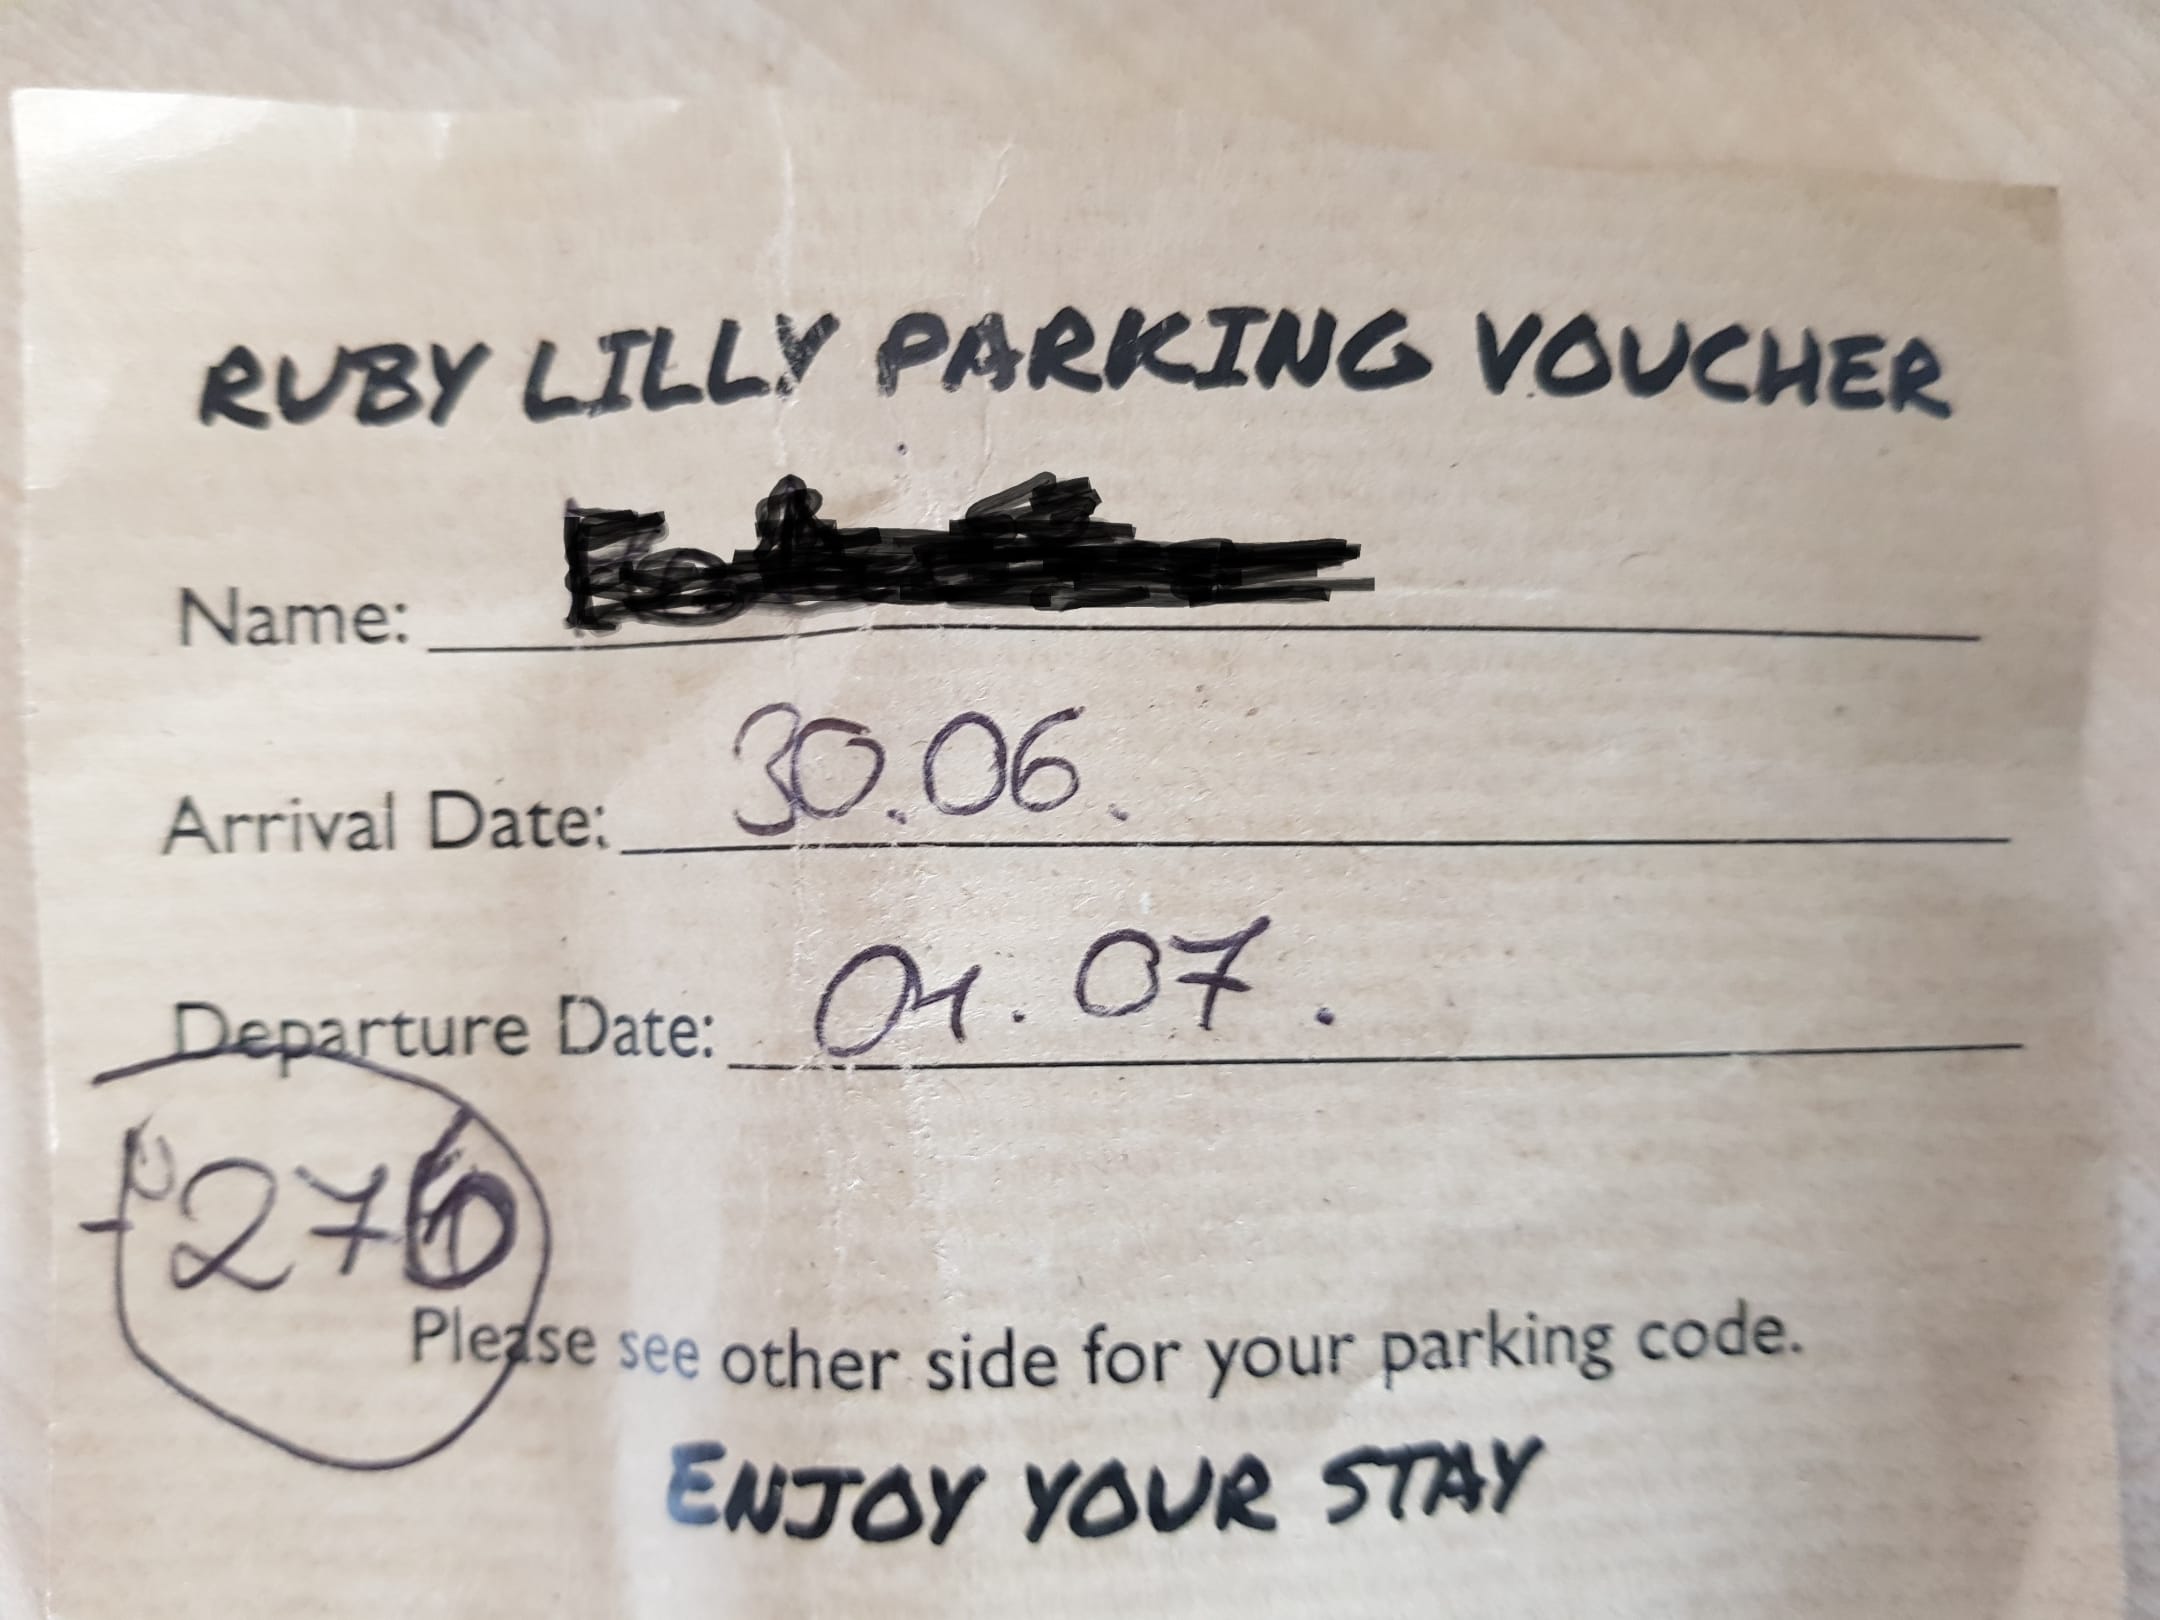 RUBY LILLY PARKING VOUCHER
Name:
Arrival Date: 30.06.
Departure Date: 01.07.
Please see other side for your parking code.
ENJOY YOUR STAY